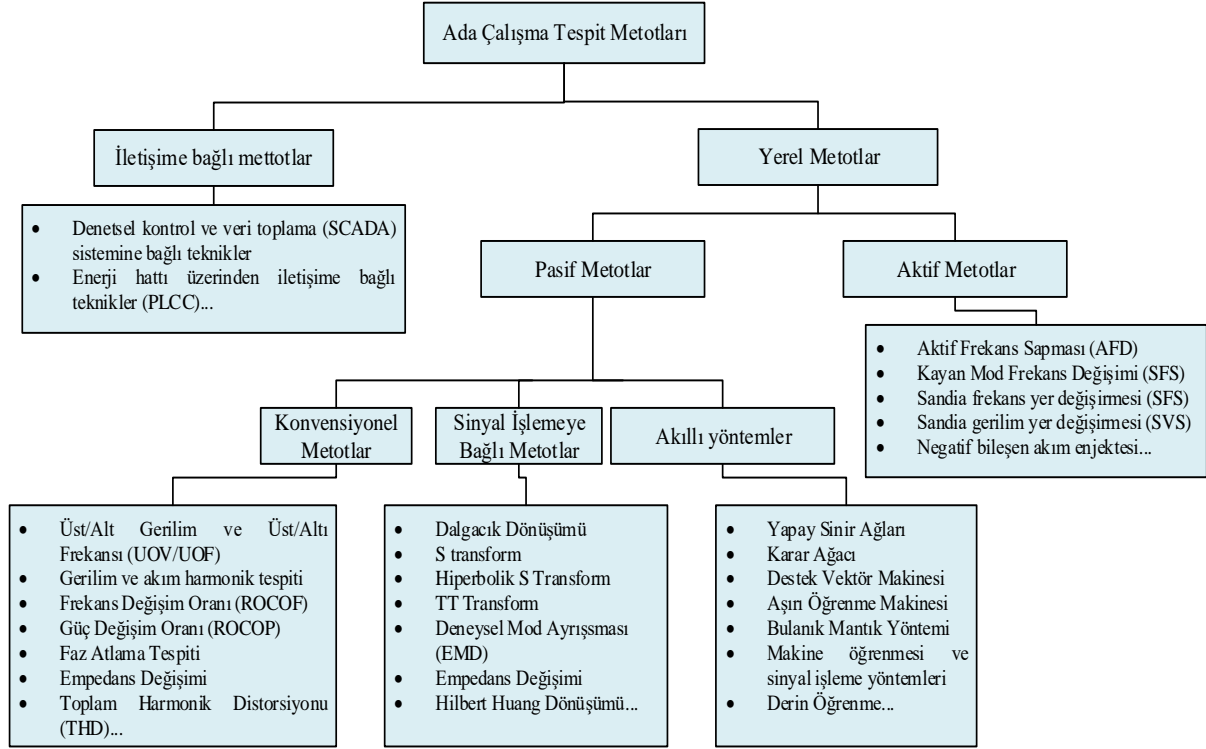 Ada Çalışma Tespit Metotları
İletişime bağlı mettotlar
Yerel Metotlar
Denetsel kontrol ve veri toplama (SCADA)
sistemine bağlı teknikler
Enerji hattı üzerinden iletişime bağlı
teknikler (PLCC)...
Pasif Metotlar
Aktif Metotlar
Aktif Frekans Sapması (AFD)
Kayan Mod Frekans Değişimi (SFS)
Sandia frekans yer değişirmesi (SFS)
Sandia gerilim yer değişirmesi (SVS)
Negatif bileşen akım enjektesi...
Konvensiyonel
Metotlar
Sinyal İşlemeye
Bağlı Metotlar
Akıllı yöntemler
Üst/Alt Gerilim ve Üst/Altı
Frekansı (UOV/UOF)
Gerilim ve akım harmonik tespiti
Frekans Değişim Oranı (ROCOF)
Güç Değişim Oranı (ROCOP)
Faz Atlama Tespiti
Empedans Değişimi
Toplam Harmonik Distorsiyonu
(THD)...
Dalgacık Dönüşümü
S transform
Hiperbolik S Transform
TT Transform
Deneysel Mod Ayrışsması
(EMD)
Empedans Değişimi
Hilbert Huang Dönüşümü...
Yapay Sinir Ağları
Karar Ağacı
Destek Vektör Makinesi
Aşırı Öğrenme Makinesi
Bulanık Mantık Yöntemi
Makine öğrenmesi ve
sinyal işleme yöntemleri
Derin Öğrenme...